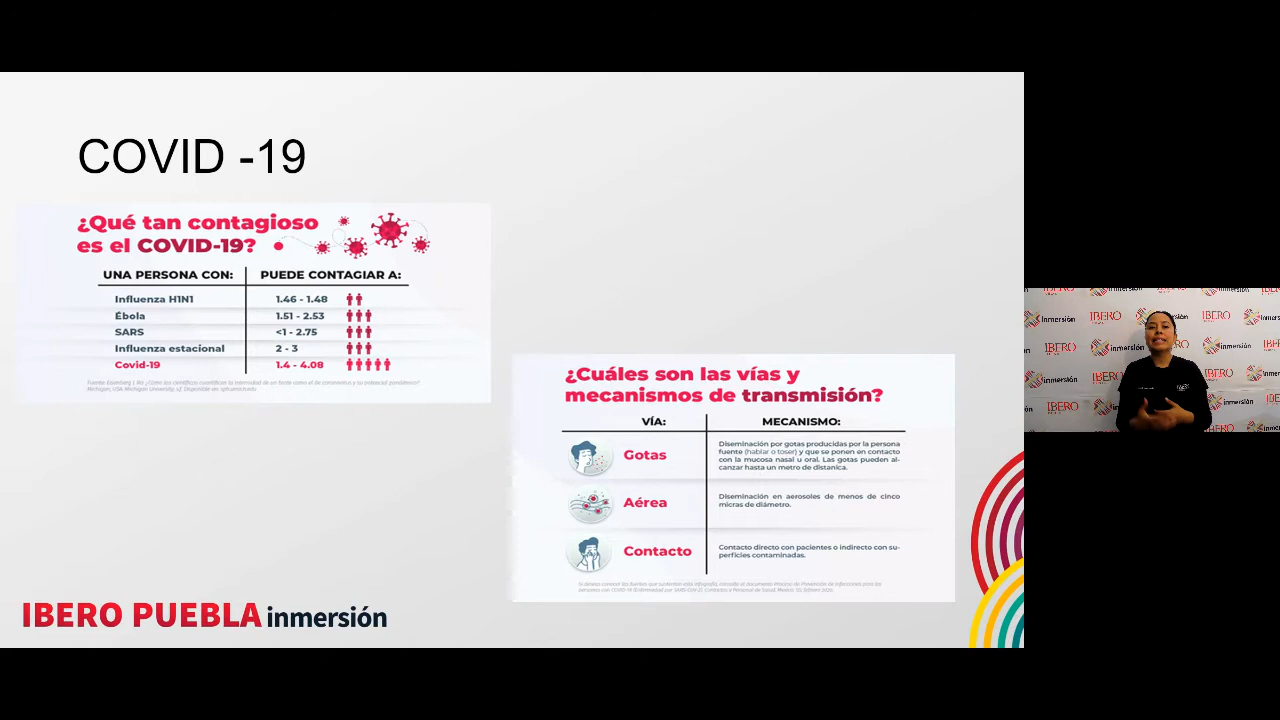 COVID -19
¿Qué tan contagioso
es el COVID-19?
UNA PERSONA CON: PUEDE CONTAGIAR A:
Influenza H1N1 1.46 - 1.48
Ébola 1.51 - 2.53
SARS <1 - 2.75
Influenza estacional 2 - 3
Covid-19 1.4 - 4.08
¿Cuáles son las vías y
mecanismos de transmisión?
VÍA: MECANISMO:
Gotas
Diseminación por gotas producidas por la persona
fuente (hablar o toser) y que se ponen en contacto
con la mucosa nasal u oral. Las gotas pueden al-
canzar hasta un metro de distanica.
Aérea
Diseminación en aerosoles de menos de cinco
micras de diámetro.
Contacto
Contacto directo con pacientes o indirecto con su-
perficies contaminadas.
IBERO PUEBLA inmersión
inmersión
IBERO